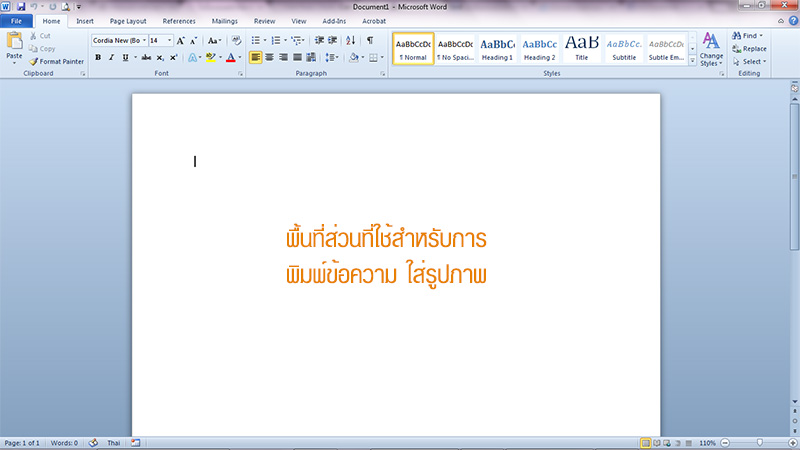 Document1 - Microsoft Word
File Home Insert Page Layout References Mailings Review View Add-Ins Acrobat
Paste Cut Copy Format Painter
Cordia New (Bo 14
B I U abc x₂ x² A
AaBbCcDc AaBbCcDc AaBbCc AaBbCc AaB AaBbCc. AaBbCcDc
¶ Normal ¶ No Spaci... Heading 1 Heading 2 Title Subtitle Subtle Em...
Change Styles
Find Replace Select
Clipboard Font Paragraph Styles Editing
พื้นที่ส่วนที่ใช้สำหรับการ
พิมพ์ข้อความ ใส่รูปภาพ
Page: 1 of 1 Words: 0 Thai 110%